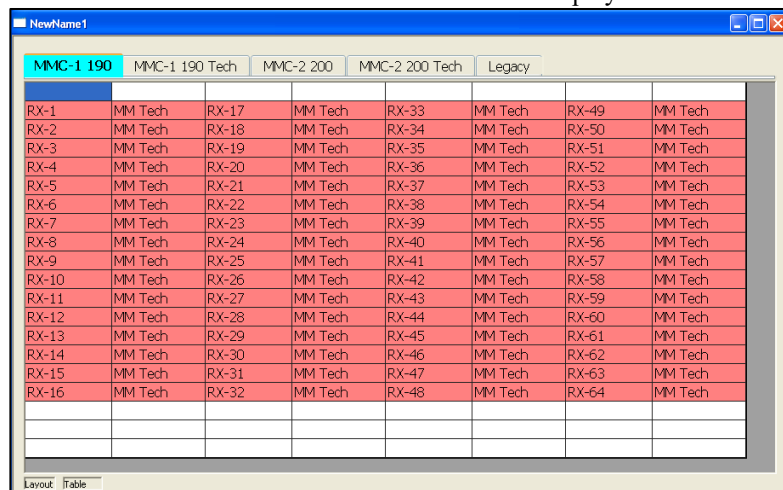 NewName1
MMC-1 190 MMC-1 190 Tech MMC-2 200 MMC-2 200 Tech Legacy
RX-1 MM Tech RX-17 MM Tech RX-33 MM Tech RX-49 MM Tech
RX-2 MM Tech RX-18 MM Tech RX-34 MM Tech RX-50 MM Tech
RX-3 MM Tech RX-19 MM Tech RX-35 MM Tech RX-51 MM Tech
RX-4 MM Tech RX-20 MM Tech RX-36 MM Tech RX-52 MM Tech
RX-5 MM Tech RX-21 MM Tech RX-37 MM Tech RX-53 MM Tech
RX-6 MM Tech RX-22 MM Tech RX-38 MM Tech RX-54 MM Tech
RX-7 MM Tech RX-23 MM Tech RX-39 MM Tech RX-55 MM Tech
RX-8 MM Tech RX-24 MM Tech RX-40 MM Tech RX-56 MM Tech
RX-9 MM Tech RX-25 MM Tech RX-41 MM Tech RX-57 MM Tech
RX-10 MM Tech RX-26 MM Tech RX-42 MM Tech RX-58 MM Tech
RX-11 MM Tech RX-27 MM Tech RX-43 MM Tech RX-59 MM Tech
RX-12 MM Tech RX-28 MM Tech RX-44 MM Tech RX-60 MM Tech
RX-13 MM Tech RX-29 MM Tech RX-45 MM Tech RX-61 MM Tech
RX-14 MM Tech RX-30 MM Tech RX-46 MM Tech RX-62 MM Tech
RX-15 MM Tech RX-31 MM Tech RX-47 MM Tech RX-63 MM Tech
RX-16 MM Tech RX-32 MM Tech RX-48 MM Tech RX-64 MM Tech
Layout Table